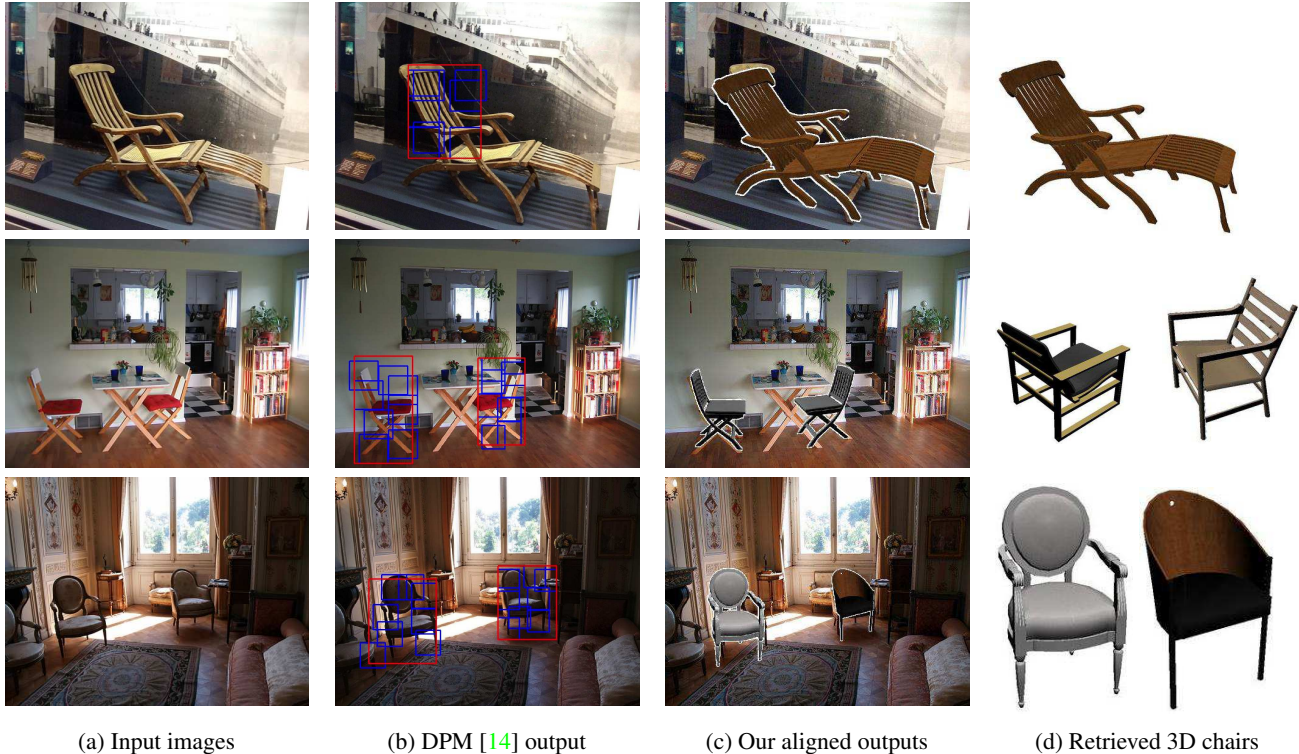 (a) Input images
(b) DPM [14] output
(c) Our aligned outputs
(d) Retrieved 3D chairs